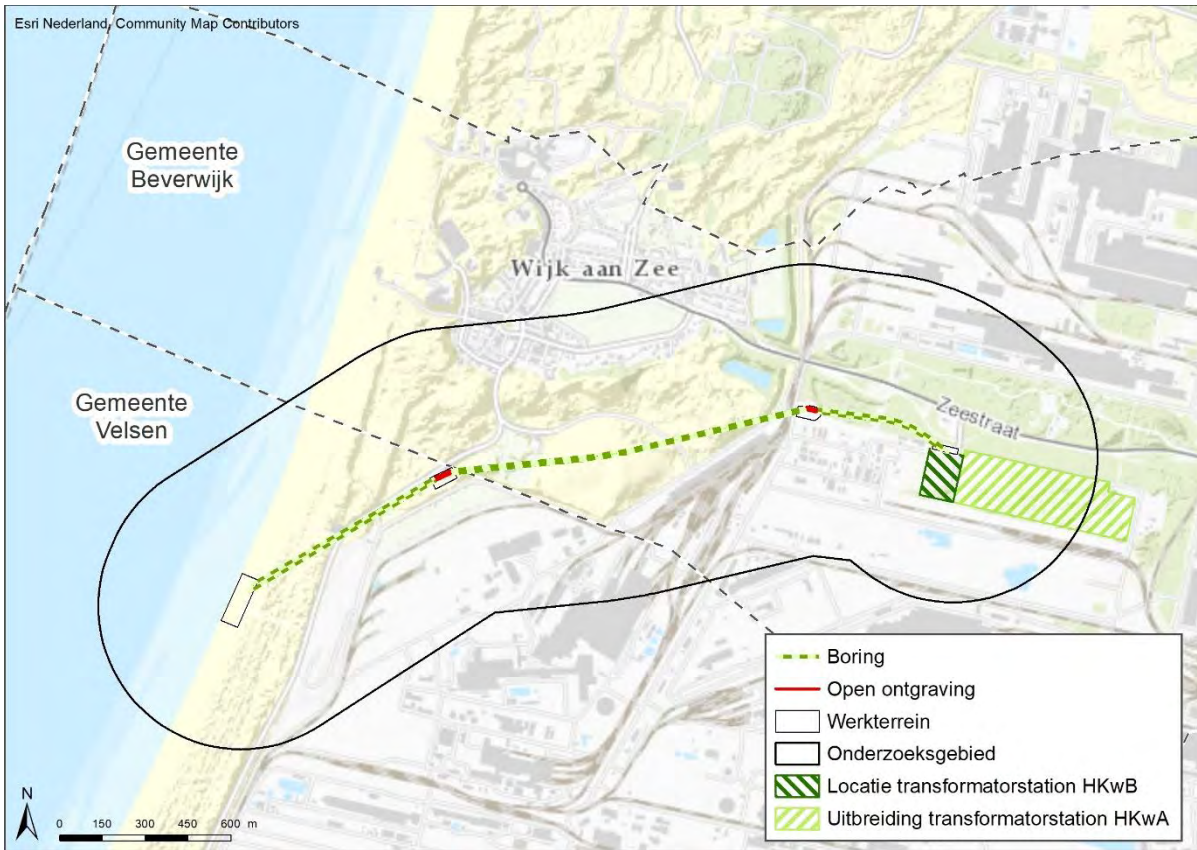 Esri Nederland, Community Map Contributors
Gemeente
Beverwijk
Wijk aan Zee
Gemeente
Velsen
Zeestraat
N
0 150 300 450 600 m
Boring
Open ontgraving
Werkterrein
Onderzoeksgebied
Locatie transformatorstation HKwB
Uitbreiding transformatorstation HKwA